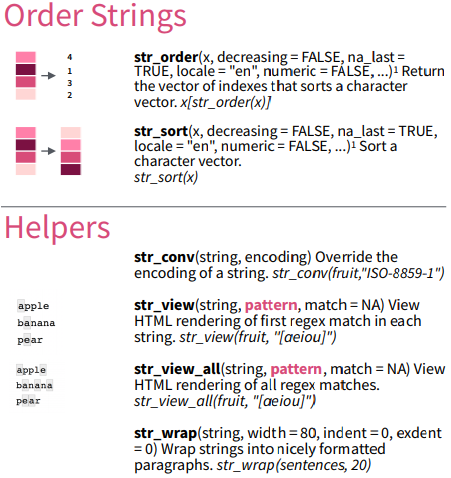 Order Strings
4
1
3
2
str_order(x, decreasing = FALSE, na_last =
TRUE, locale = "en", numeric = FALSE, ...)¹ Return
the vector of indexes that sorts a character
vector. x[str_order(x)]
str_sort(x, decreasing = FALSE, na_last = TRUE,
locale = "en", numeric = FALSE, ...)¹ Sort a
character vector.
str_sort(x)
Helpers
str_conv(string, encoding) Override the
encoding of a string. str_conv(fruit,"ISO-8859-1")
apple
banana
pear
str_view(string, pattern, match = NA) View
HTML rendering of first regex match in each
string. str_view(fruit, "[aeiou]")
apple
banana
pear
str_view_all(string, pattern, match = NA) View
HTML rendering of all regex matches.
str_view_all(fruit, "[aeiou]")
str_wrap(string, width = 80, indent = 0, exdent
= 0) Wrap strings into nicely formatted
paragraphs. str_wrap(sentences, 20)